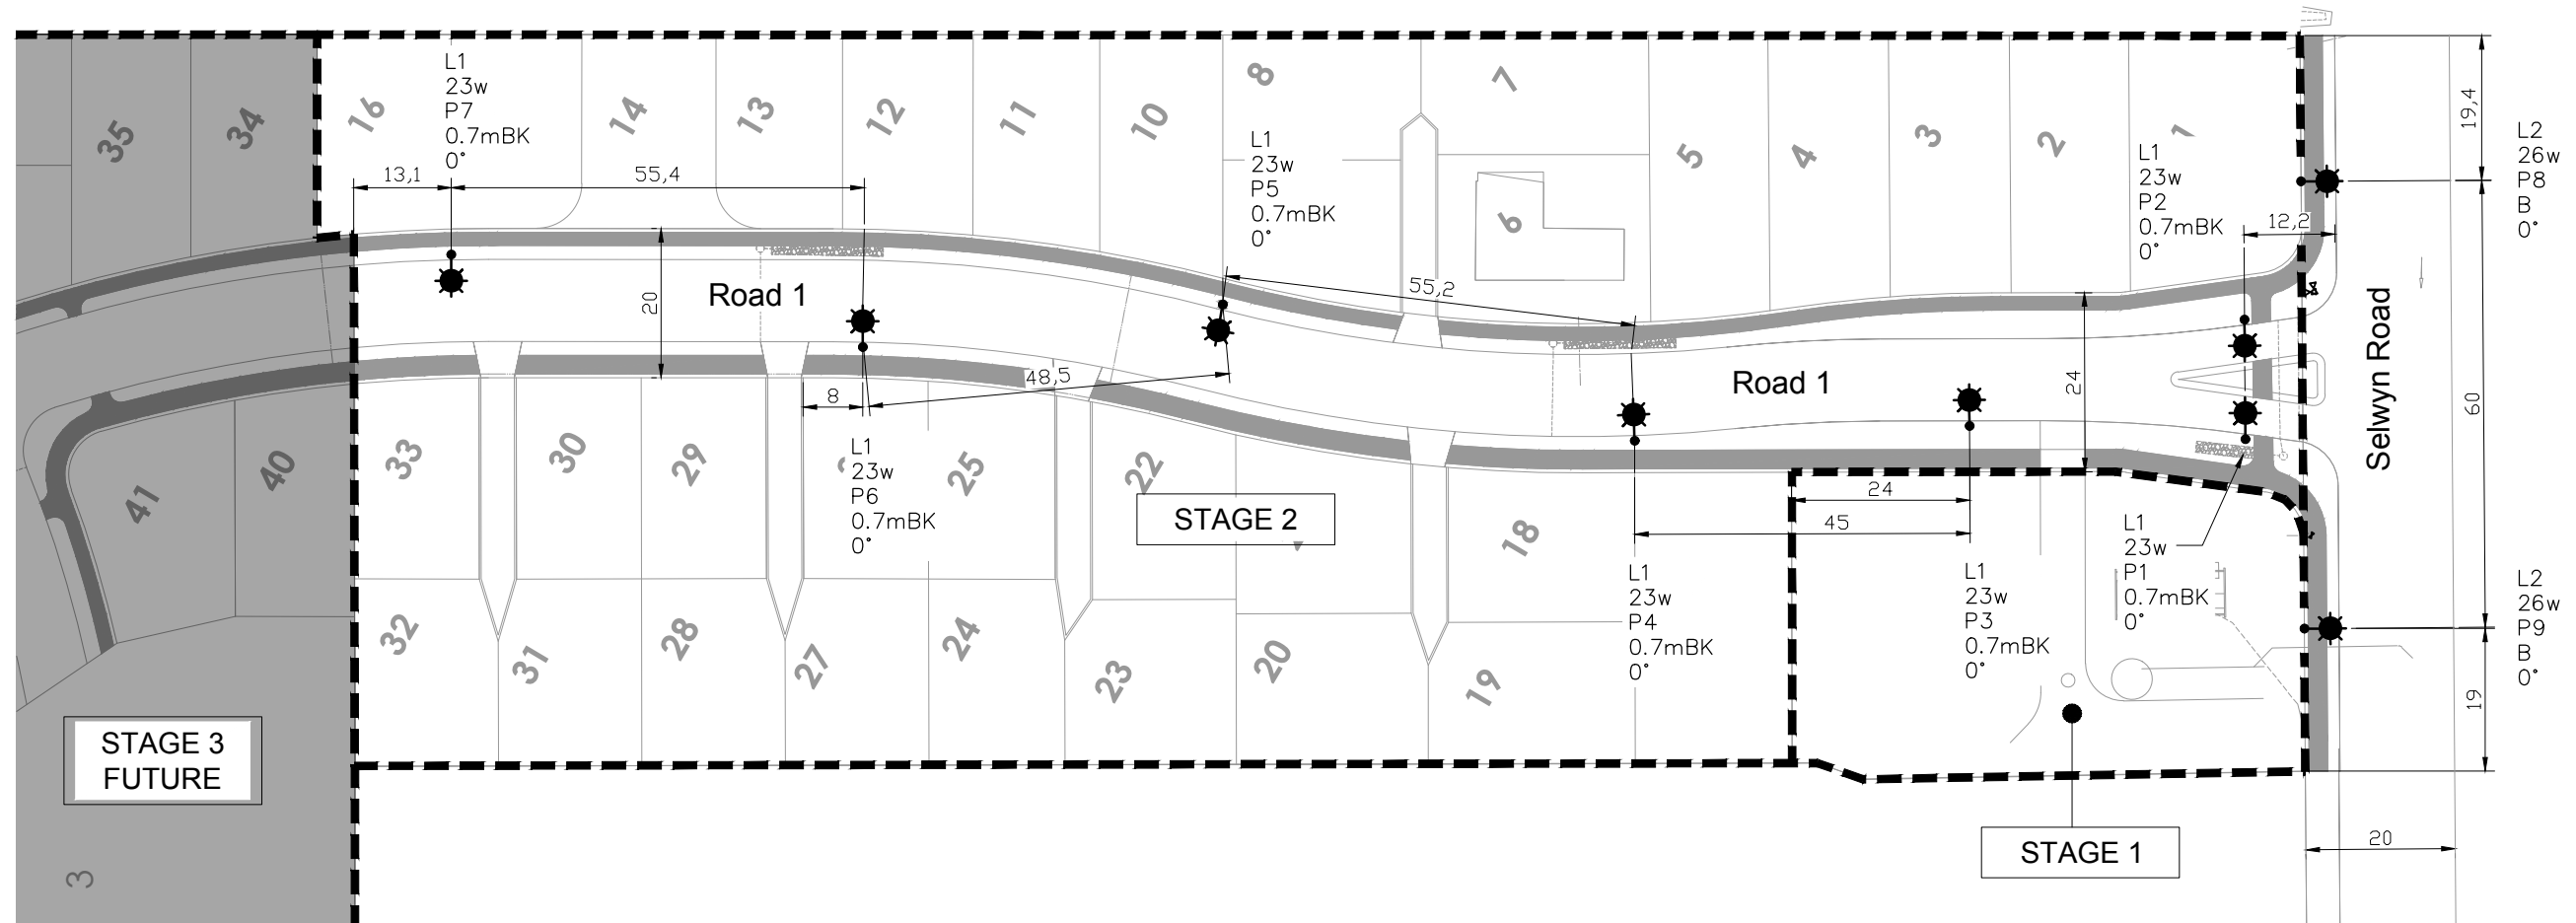 35
34
16
L1
23w
P7
0.7mBK
0°
14
13
12
11
10
8
7
L1
23w
P5
0.7mBK
0°
5
4
3
2
1
L1
23w
P2
0.7mBK
0°
19,4
L2
26w
P8
B
0°
13,1
55,4
12,2
6
20
Road 1
55,2
Road 1
24
Selwyn Road
60
48,5
8
41
40
33
30
29
L1
23w
P6
0.7mBK
0°
25
22
STAGE 2
18
24
45
L1
23w
P4
0.7mBK
0°
L1
23w
P3
0.7mBK
0°
L1
23w
P1
0.7mBK
0°
L2
26w
P9
B
0°
32
31
28
27
24
23
20
19
19
STAGE 3
FUTURE
STAGE 1
20
3